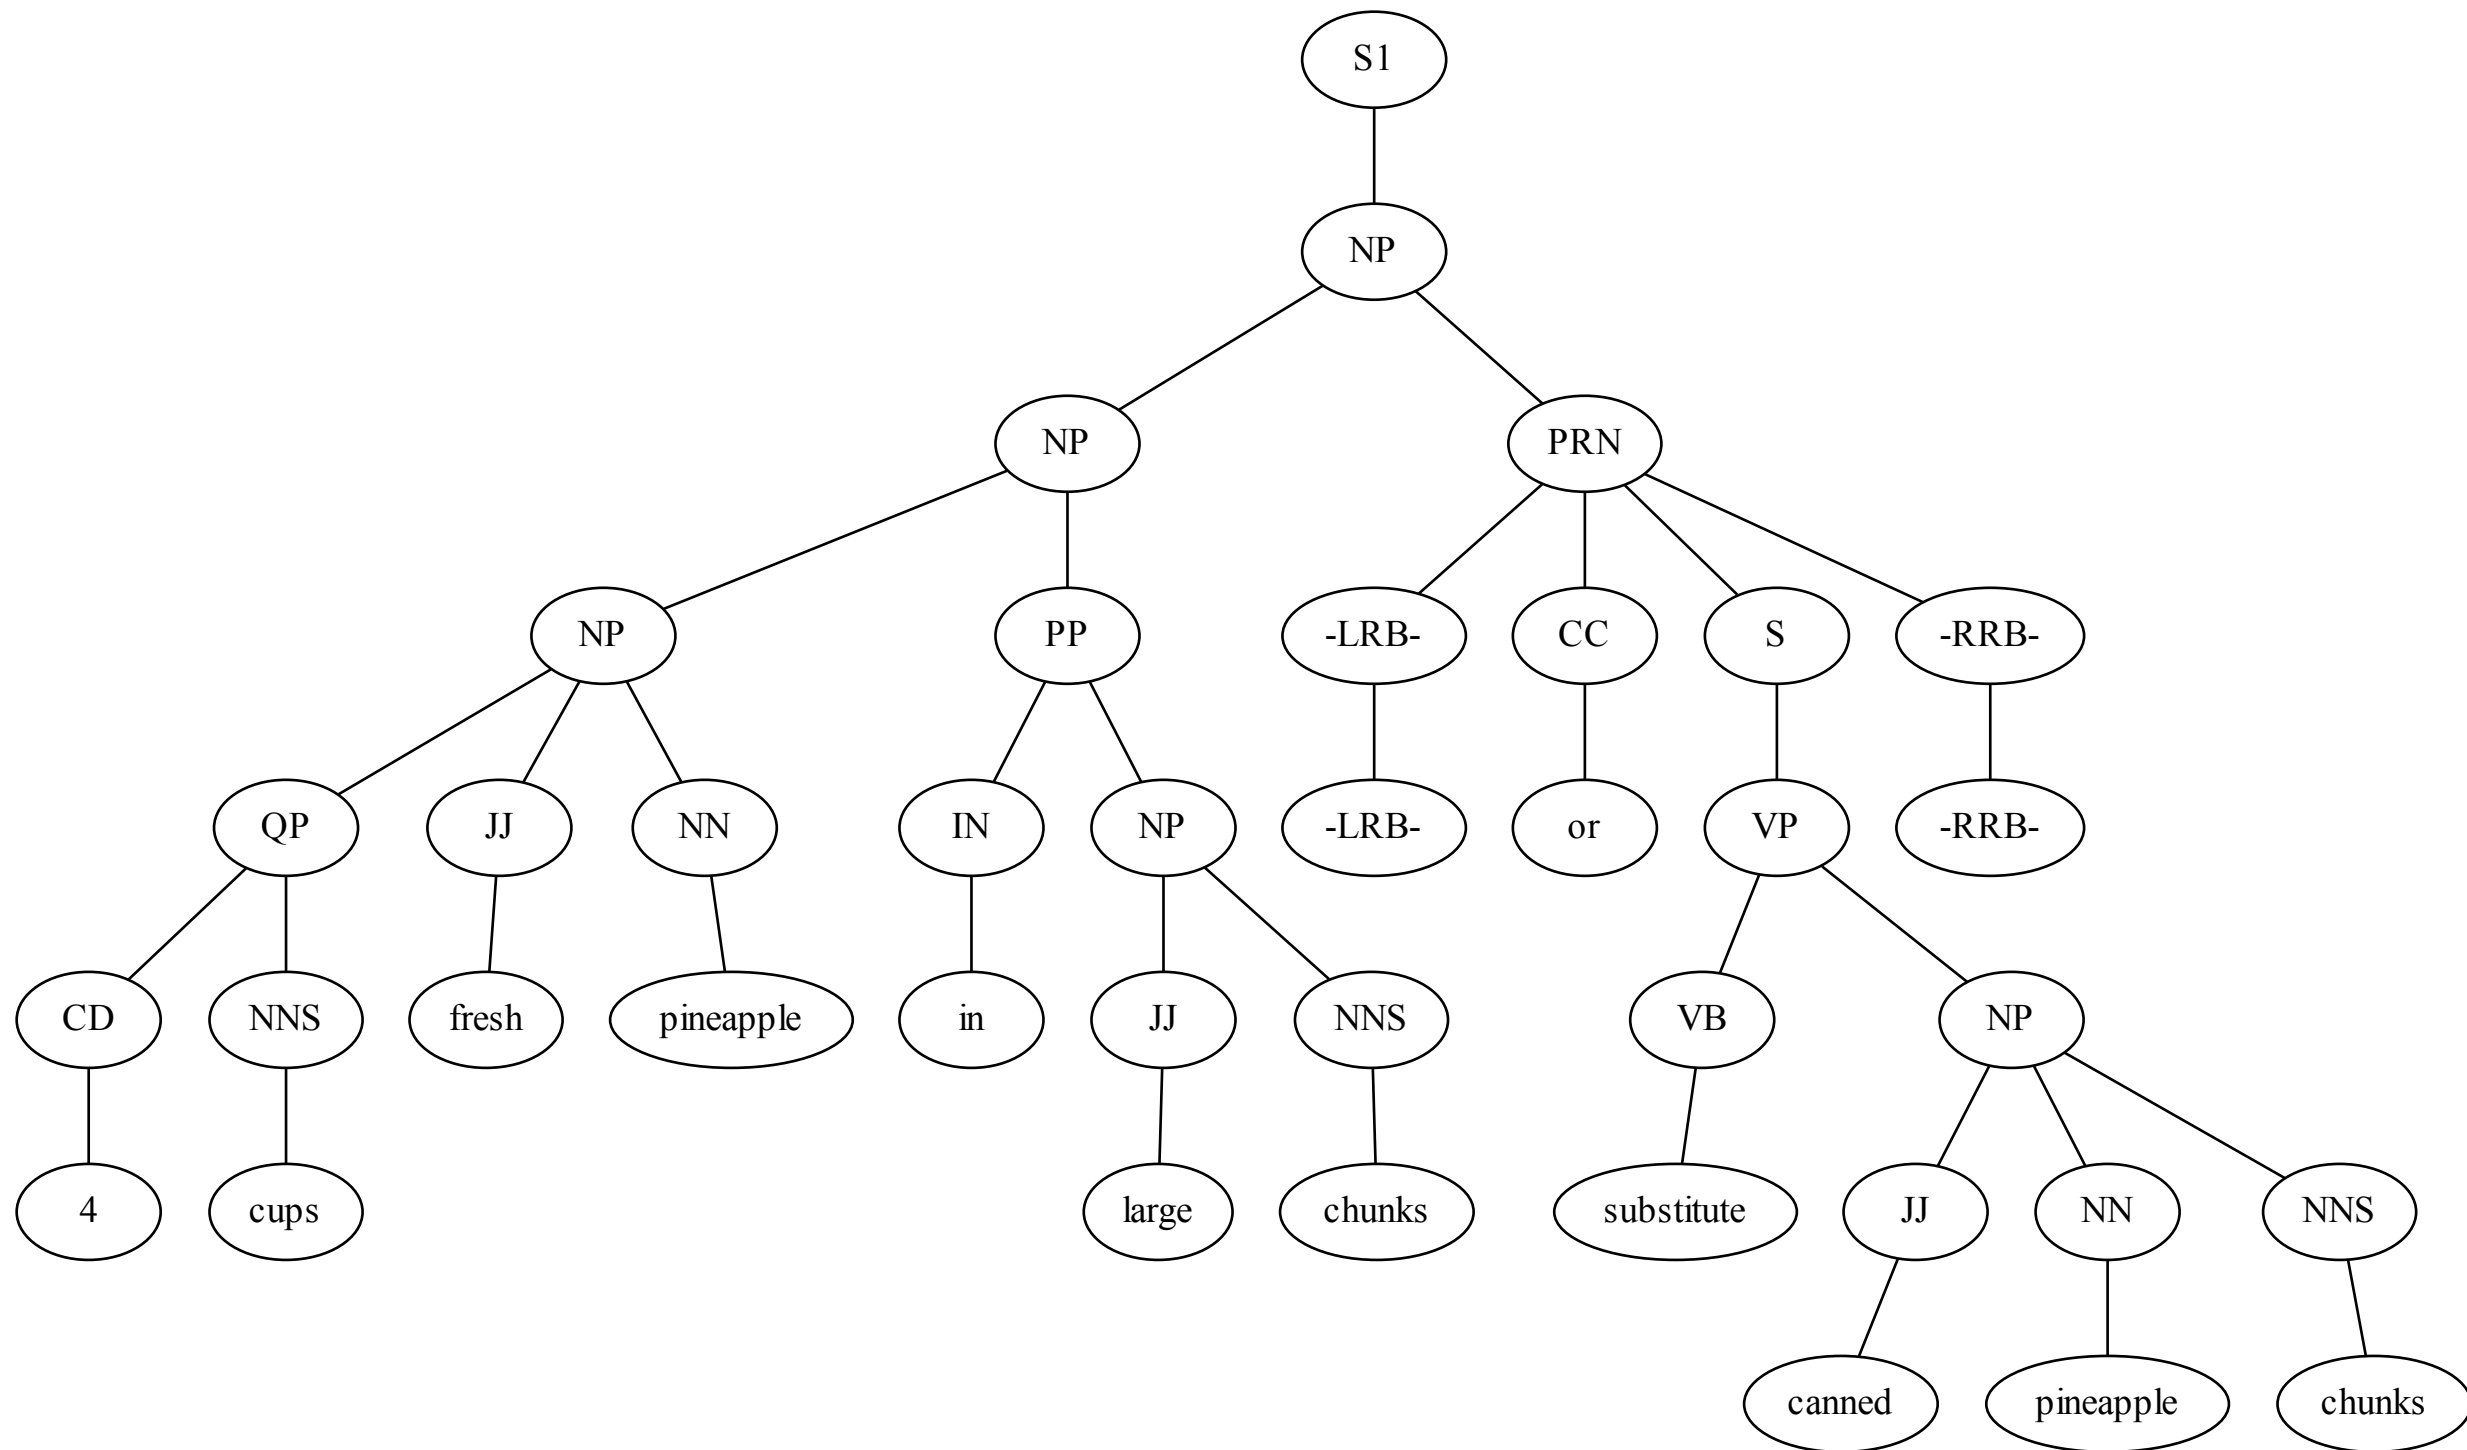 S1
NP
NP PRN
NP PP -LRB- CC S -RRB-
QP JJ NN IN NP -LRB- or VP -RRB-
CD NNS fresh pineapple in JJ NNS VB NP
4 cups large chunks substitute JJ NN NNS
canned pineapple chunks